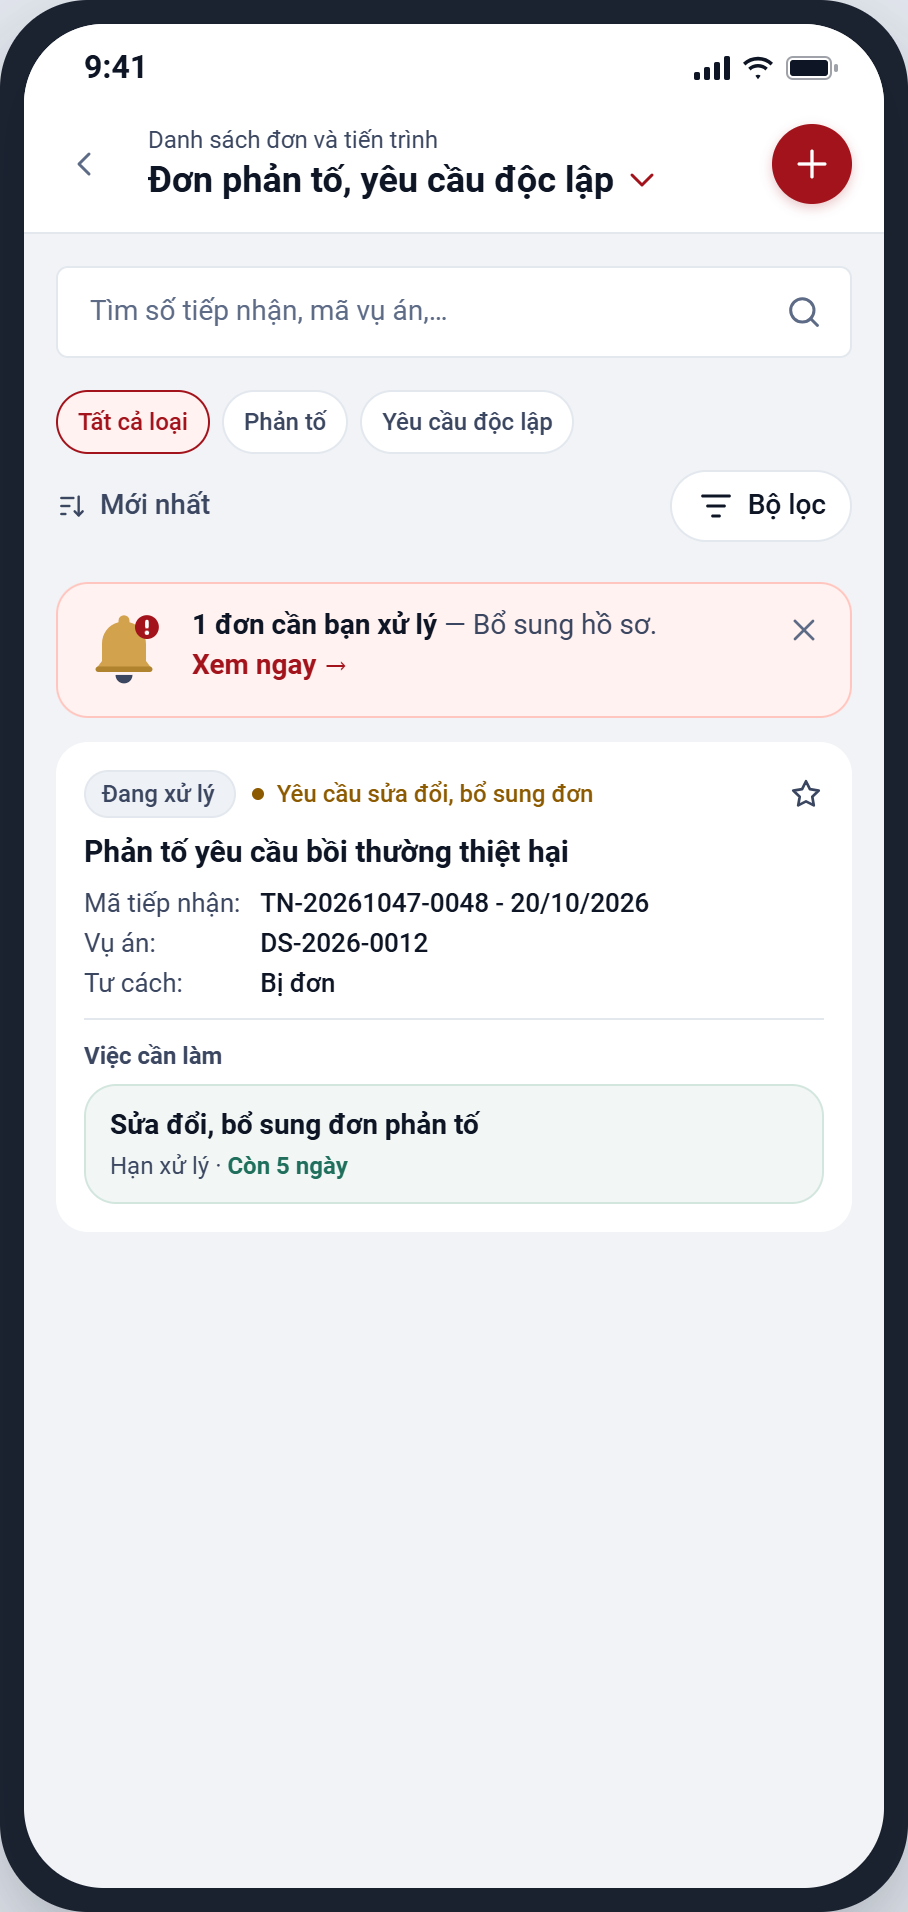 9:41
Danh sách đơn và tiến trình
Đơn phản tố, yêu cầu độc lập
Tìm số tiếp nhận, mã vụ án,...
Tất cả loại
Phản tố
Yêu cầu độc lập
Mới nhất
Bộ lọc
1 đơn cần bạn xử lý — Bổ sung hồ sơ.
Xem ngay →
Đang xử lý
Yêu cầu sửa đổi, bổ sung đơn
Phản tố yêu cầu bồi thường thiệt hại
Mã tiếp nhận: TN-20261047-0048 - 20/10/2026
Vụ án: DS-2026-0012
Tư cách: Bị đơn
Việc cần làm
Sửa đổi, bổ sung đơn phản tố
Hạn xử lý · Còn 5 ngày